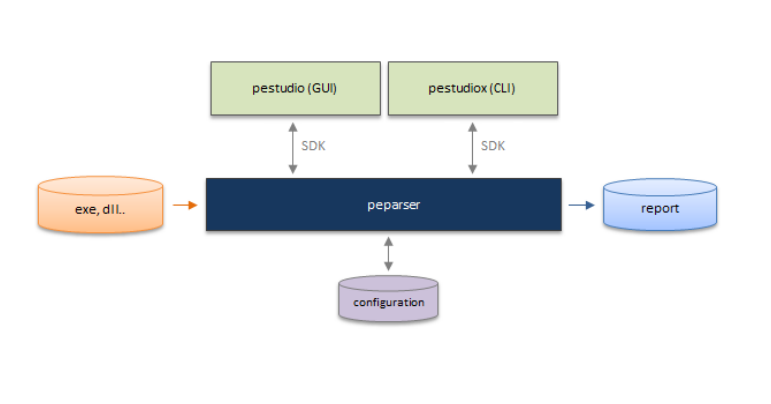 pestudio (GUI)
pestudiox (CLI)
SDK
SDK
exe, dll..
peparser
report
configuration